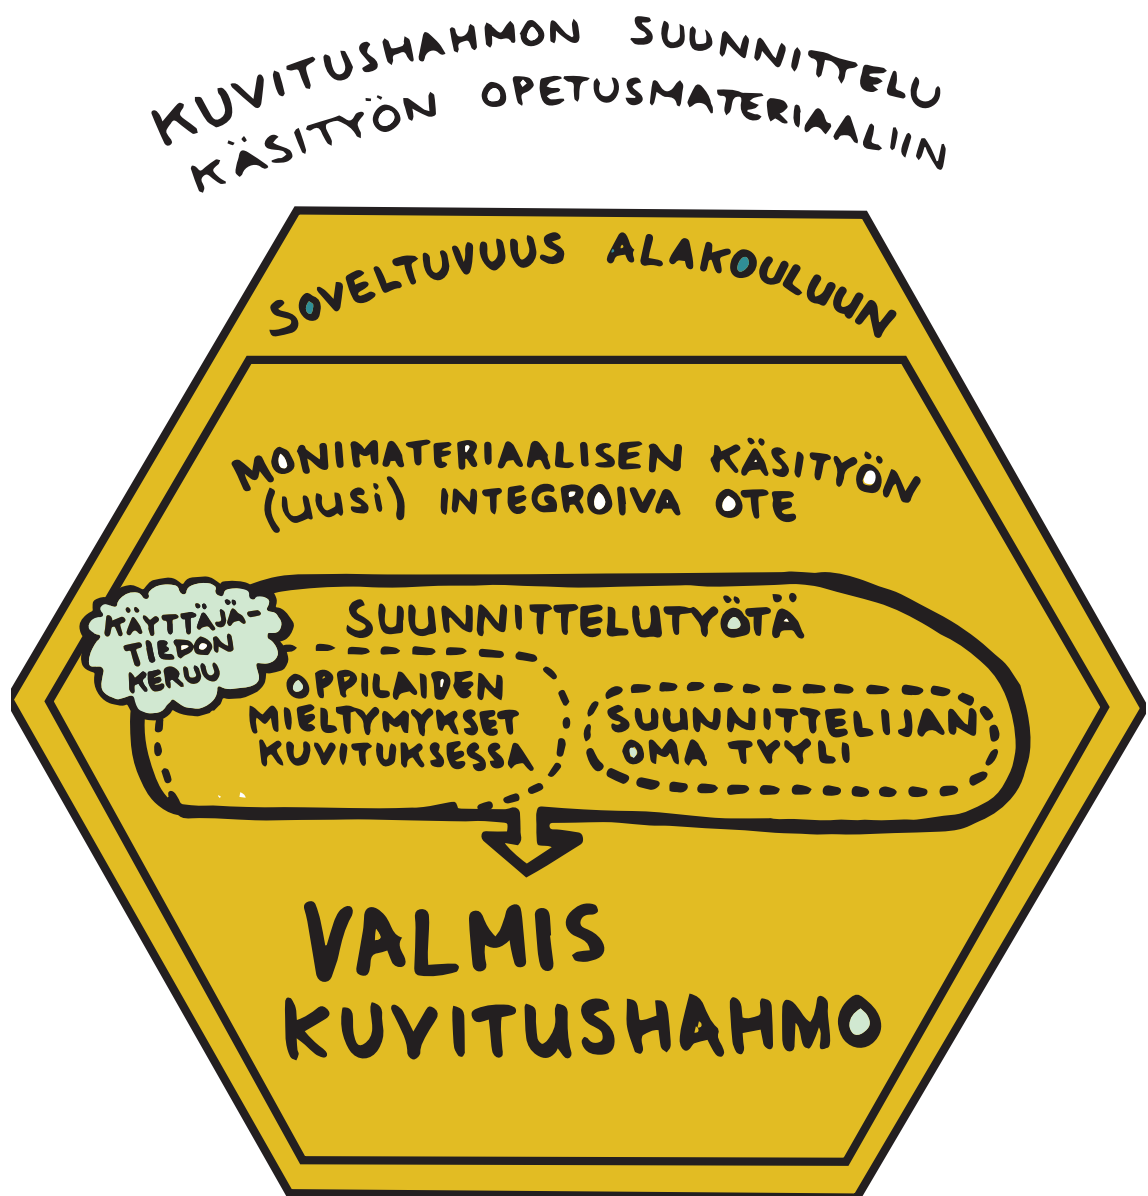 KUVITUSHAHMON SUUNNITTELU
KÄSITYÖN OPETUSMATERIAALIIN
SOVELTUVUUS ALAKOULUUN
MONIMATERIAALISEN KÄSITYÖN
(UUSi) INTEGROIVA OTE
KÄYTTÄJÄ-
TIEDON
KERUU
SUUNNITTELUTYÖTÄ
OPPILAIDEN
MIELTYMYKSET
KUVITUKSESSA
SUUNNITTELIJAN
OMA TYYLI
VALMIS
KUVITUSHAHMO